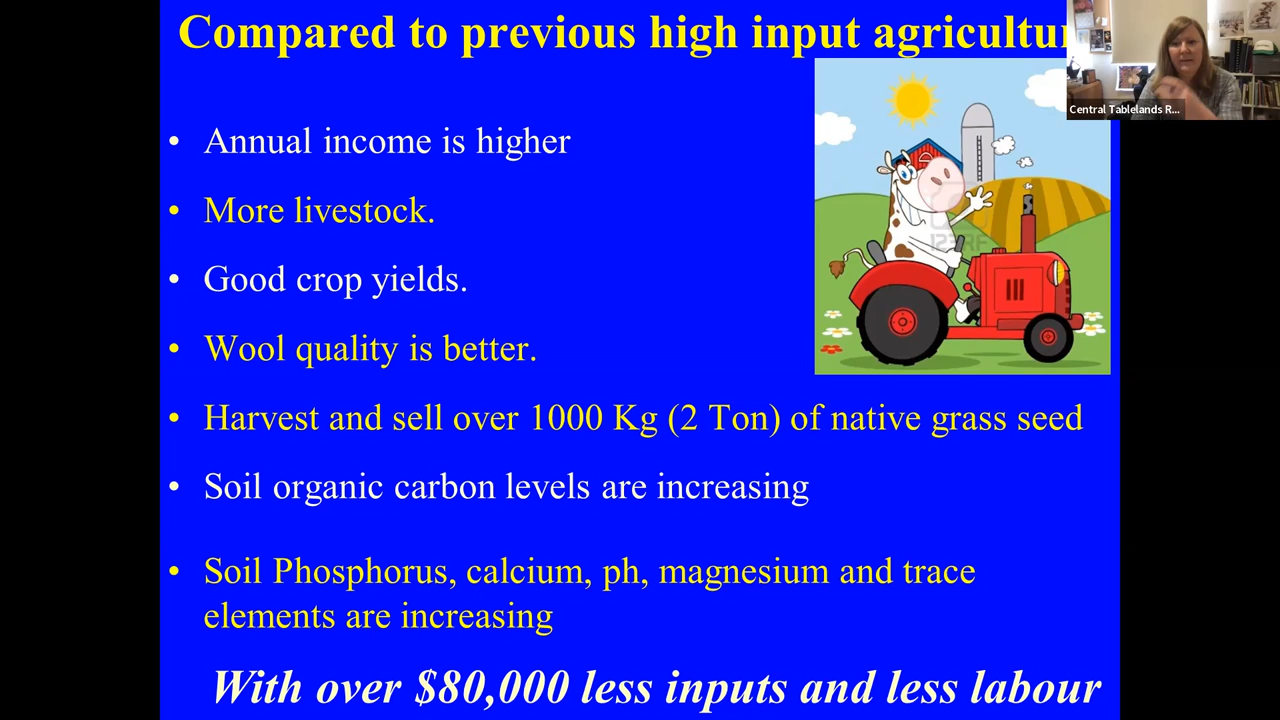 Compared to previous high input agricultu
Central Tablelands R...
• Annual income is higher
• More livestock.
• Good crop yields.
• Wool quality is better.
• Harvest and sell over 1000 Kg (2 Ton) of native grass seed
• Soil organic carbon levels are increasing
• Soil Phosphorus, calcium, ph, magnesium and trace
elements are increasing
With over $80,000 less inputs and less labour
123RF